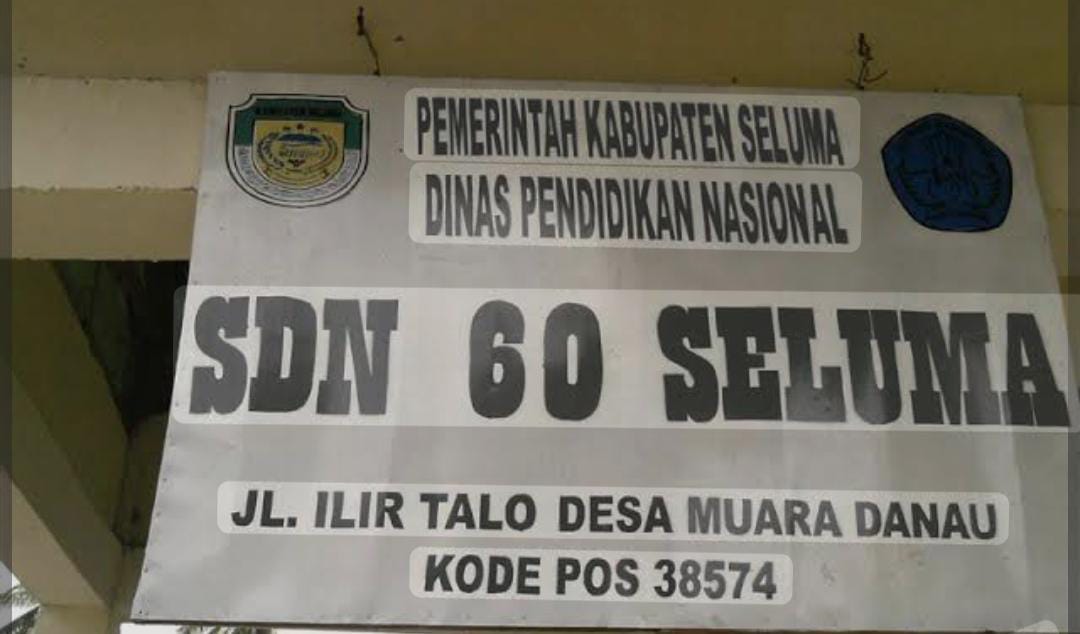 PEMERINTAH KABUPATEN SELUMA
DINAS PENDIDIKAN NASIONAL
SDN 60 SELUMA
JL. ILIR TALO DESA MUARA DANAU
KODE POS 38574